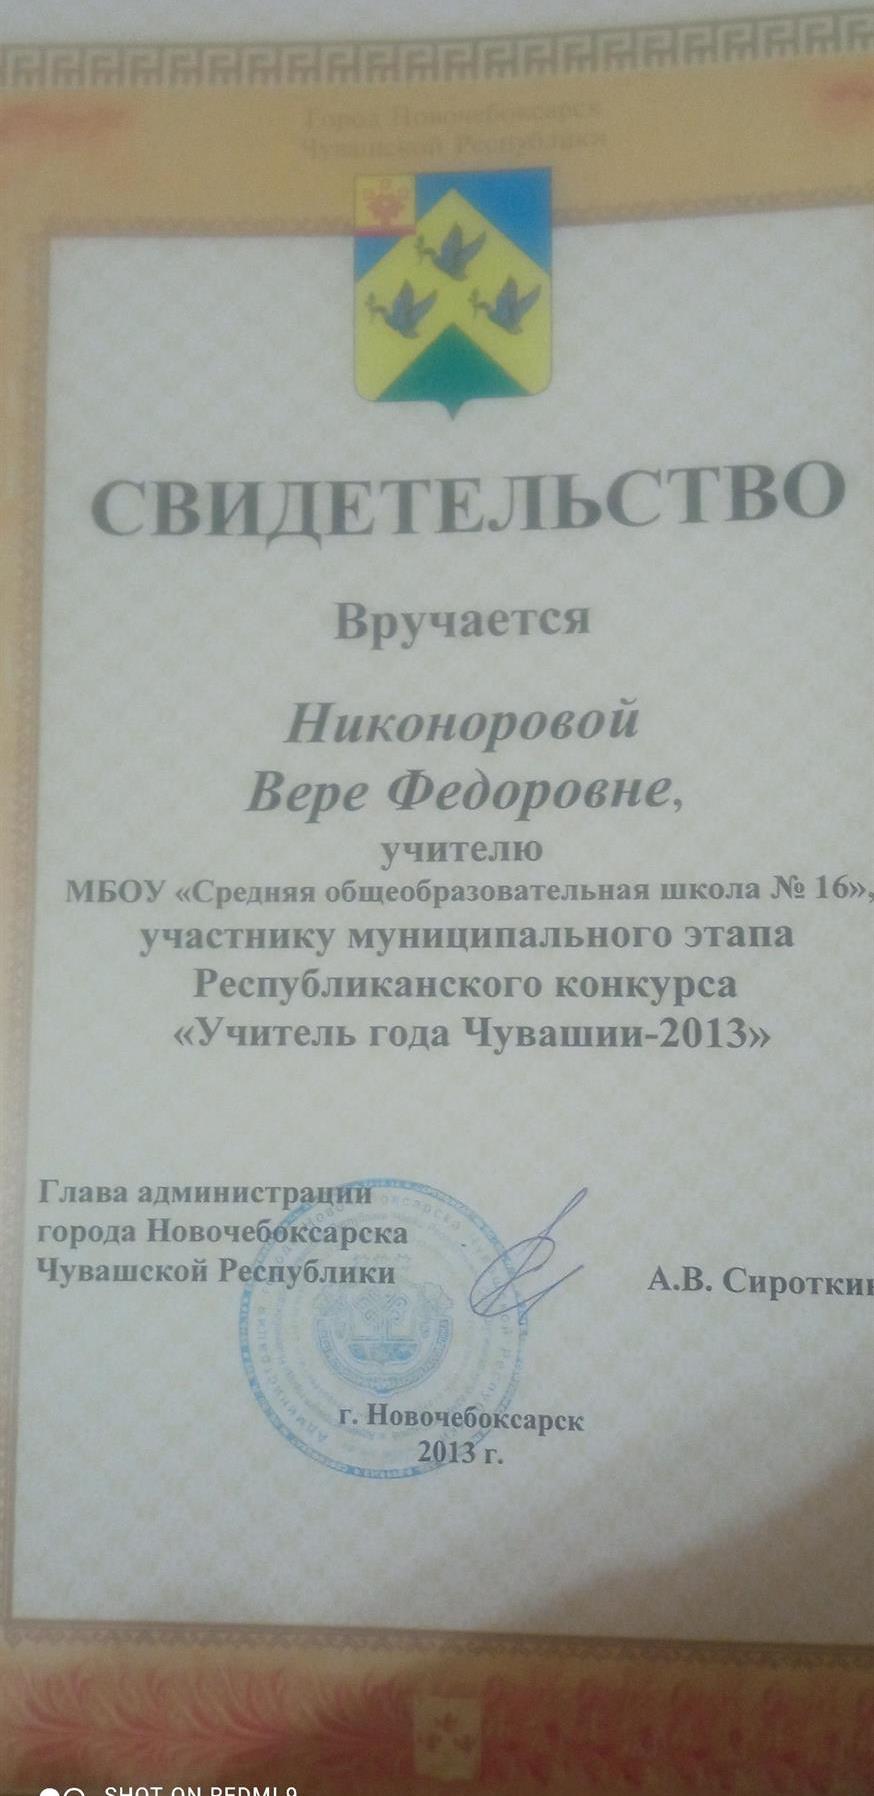 Город Новочебоксарск
Чувашской Республики
СВИДЕТЕЛЬСТВО
Вручается
Никоноровой
Вере Федоровне,
учителю
МБОУ «Средняя общеобразовательная школа № 16»,
участнику муниципального этапа
Республиканского конкурса
«Учитель года Чувашии-2013»
Глава администрации
города Новочебоксарска
Чувашской Республики
А.В. Сироткин
г. Новочебоксарск
2013 г.
SHOT ON REDMI 9